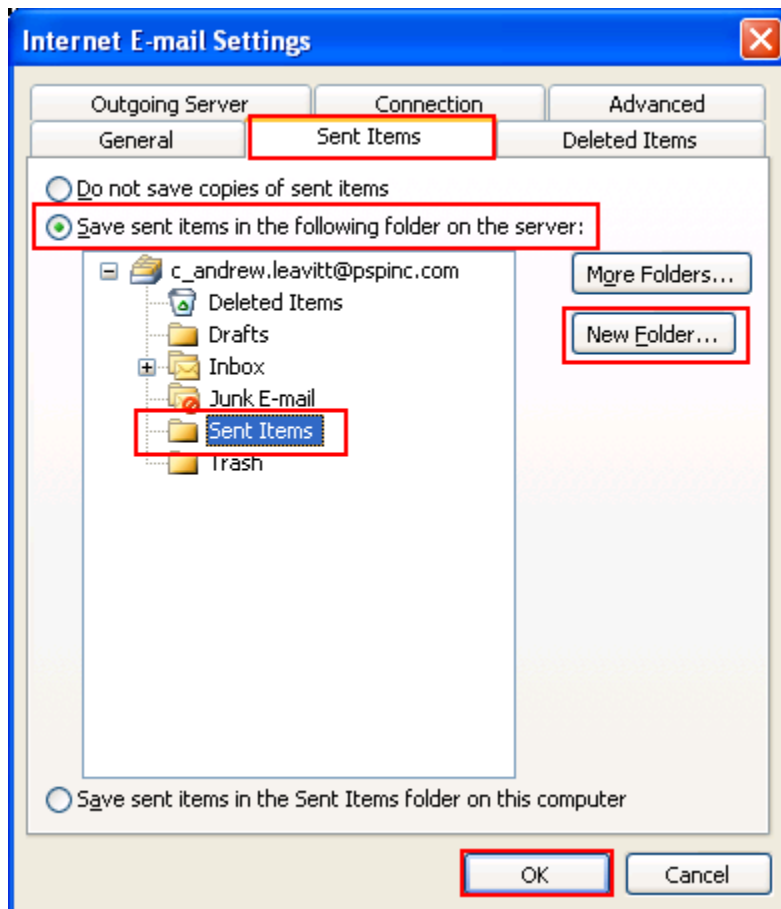 Internet E-mail Settings
Outgoing Server Connection Advanced
General Sent Items Deleted Items
Do not save copies of sent items
Save sent items in the following folder on the server:
c_andrew.leavitt@pspinc.com
More Folders...
Deleted Items
Drafts
New Folder...
Inbox
Junk E-mail
Sent Items
Trash
Save sent items in the Sent Items folder on this computer
OK Cancel